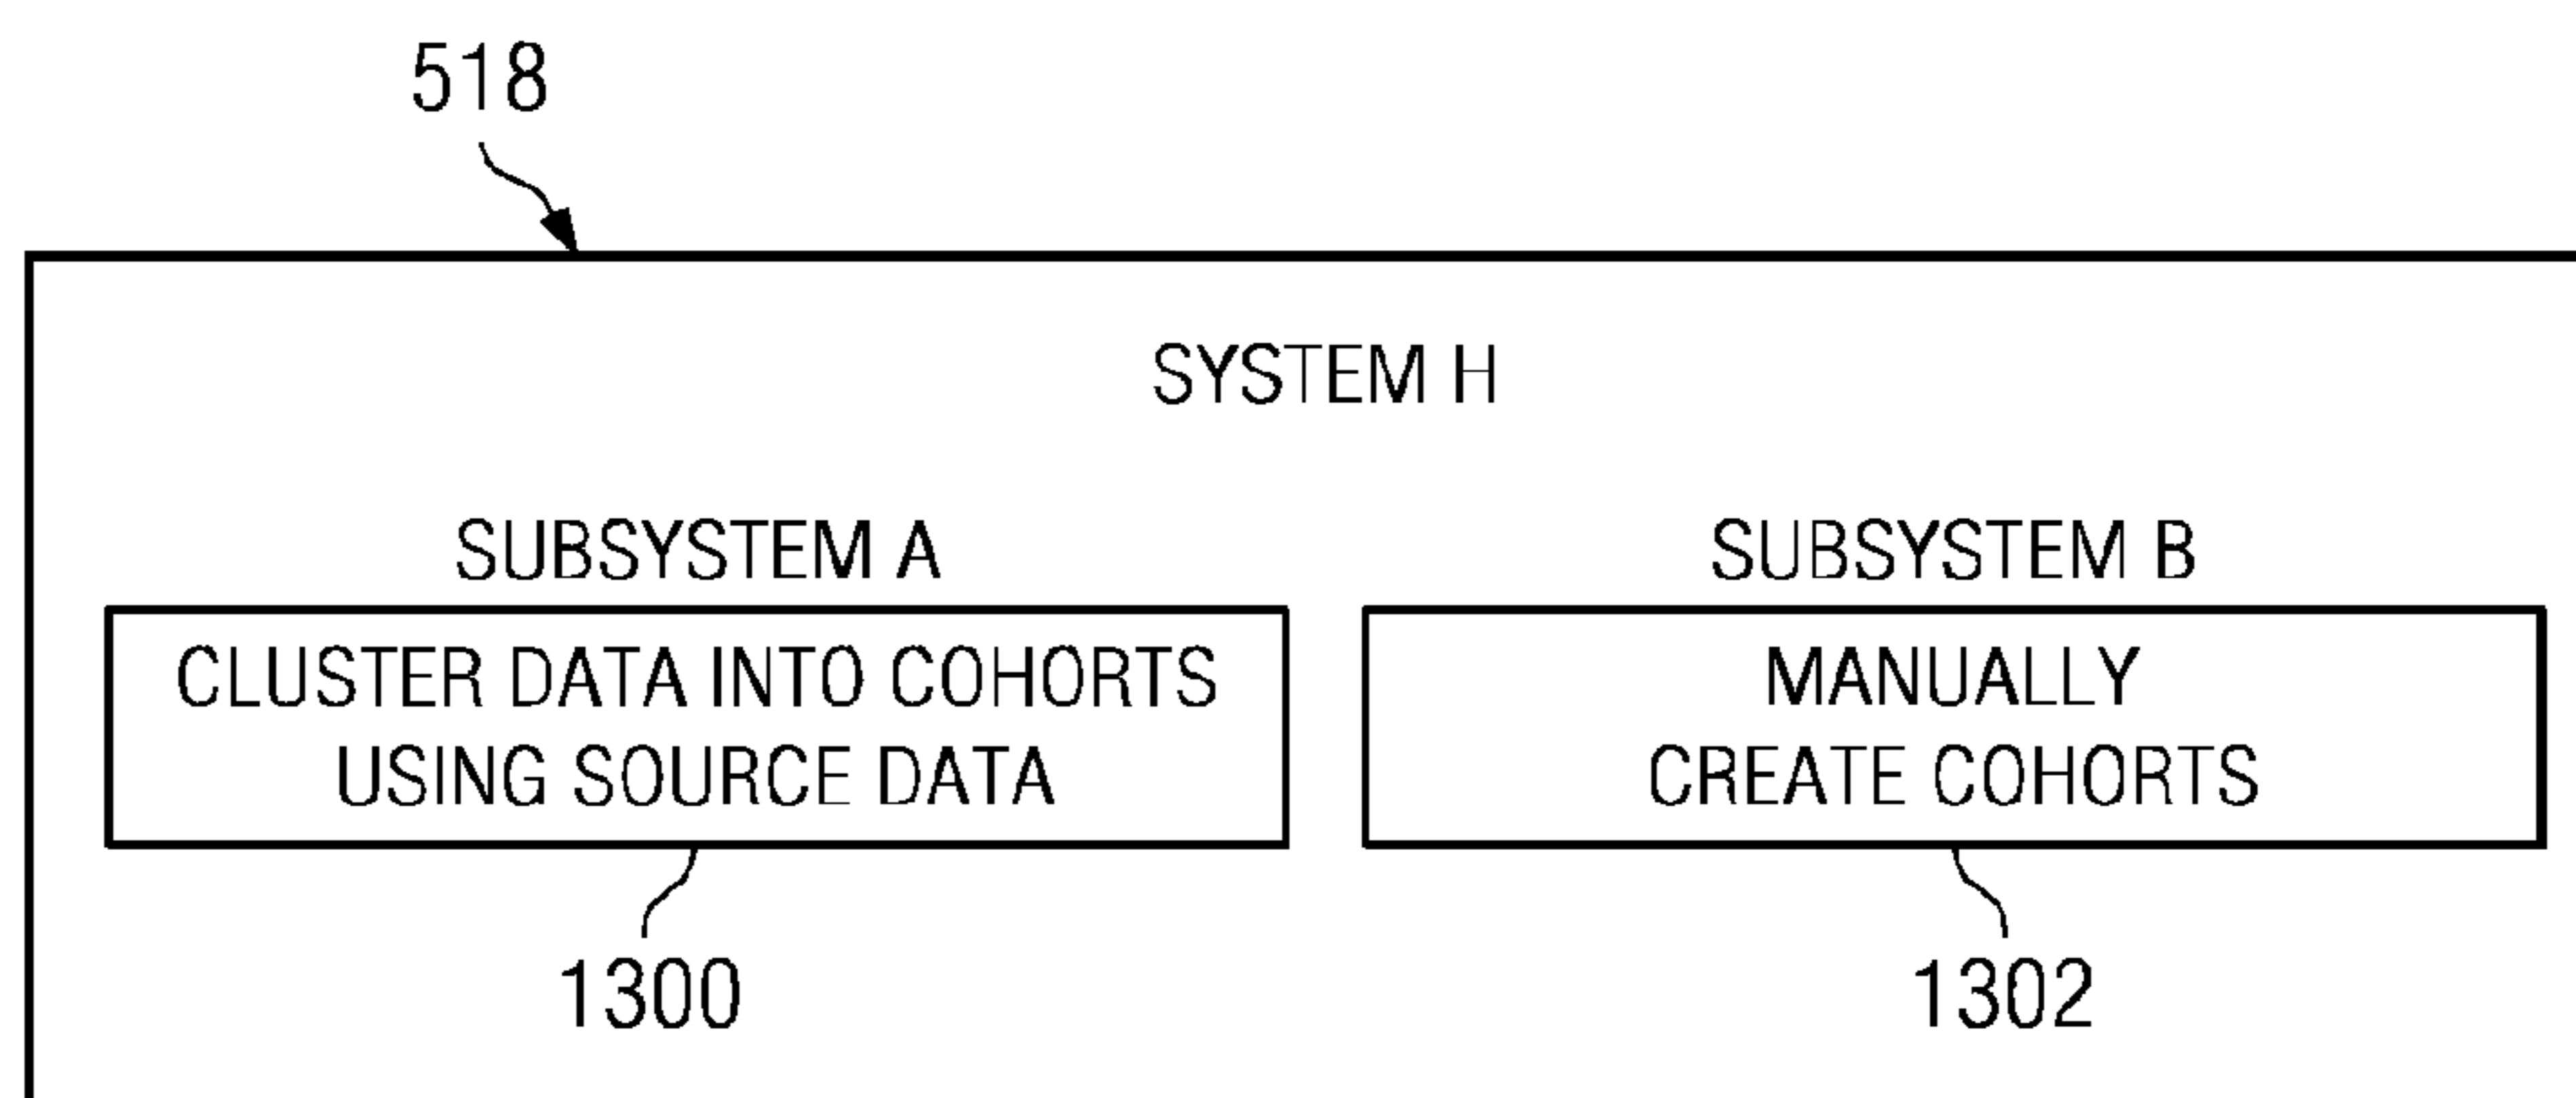 518
SYSTEM H
SUBSYSTEM A
CLUSTER DATA INTO COHORTS
USING SOURCE DATA
1300
SUBSYSTEM B
MANUALLY
CREATE COHORTS
1302